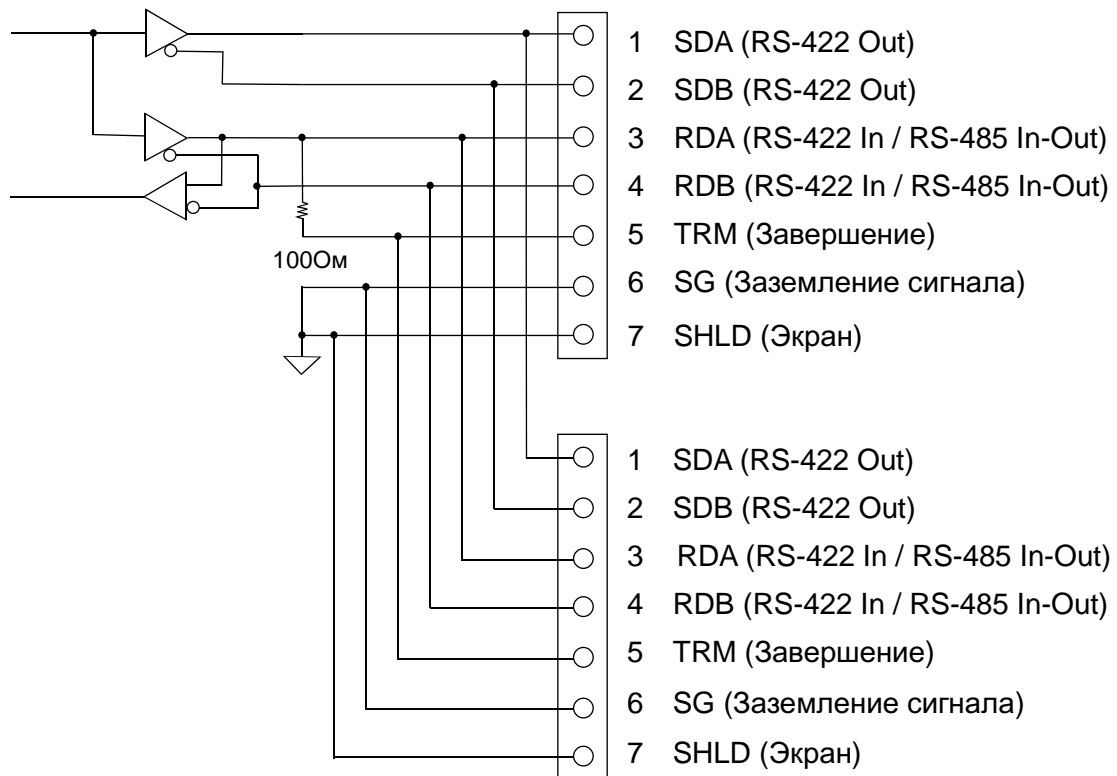 1 SDA (RS-422 Out)
2 SDB (RS-422 Out)
3 RDA (RS-422 In / RS-485 In-Out)
4 RDB (RS-422 In / RS-485 In-Out)
5 TRM (Завершение)
100Ом
6 SG (Заземление сигнала)
7 SHLD (Экран)
1 SDA (RS-422 Out)
2 SDB (RS-422 Out)
3 RDA (RS-422 In / RS-485 In-Out)
4 RDB (RS-422 In / RS-485 In-Out)
5 TRM (Завершение)
6 SG (Заземление сигнала)
7 SHLD (Экран)